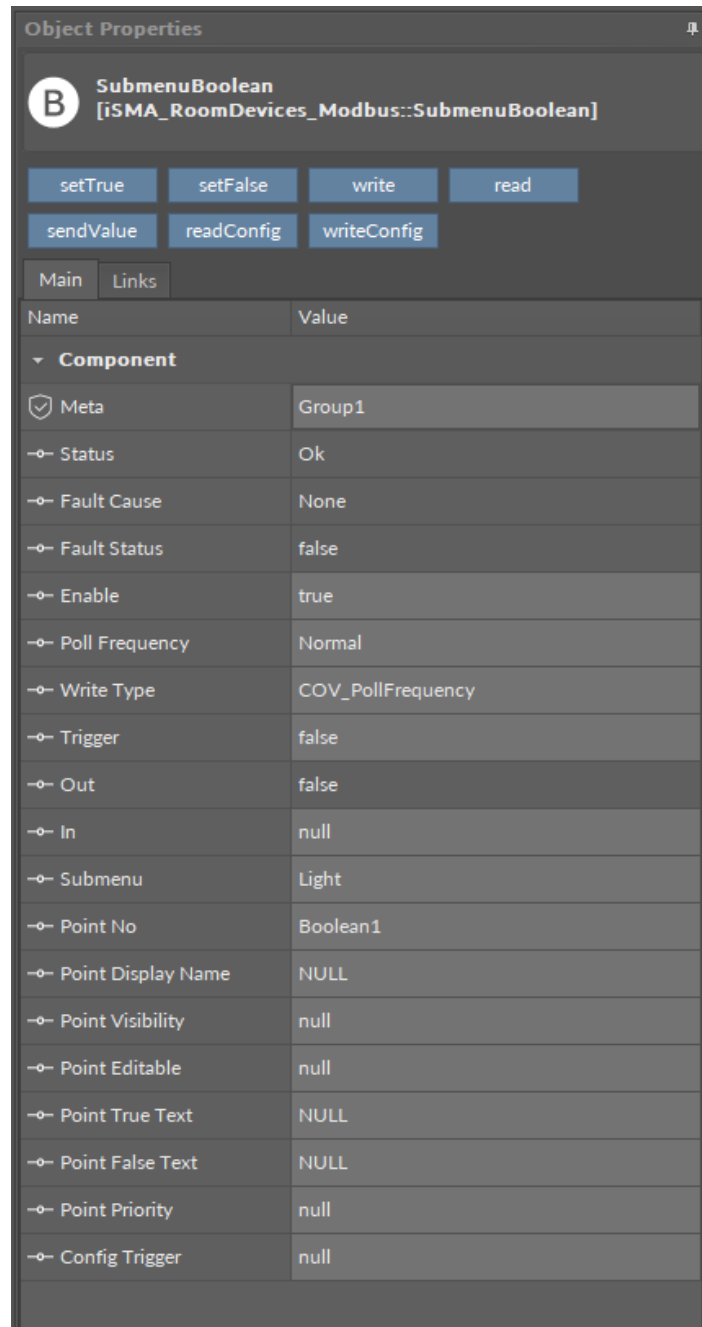 Object Properties
B
SubmenuBoolean
[iSMA_RoomDevices_Modbus::SubmenuBoolean]
setTrue setFalse write read
sendValue readConfig writeConfig
Main Links
Name Value
Component
Meta Group1
Status Ok
Fault Cause None
Fault Status false
Enable true
Poll Frequency Normal
Write Type COV_PollFrequency
Trigger false
Out false
In null
Submenu Light
Point No Boolean1
Point Display Name NULL
Point Visibility null
Point Editable null
Point True Text NULL
Point False Text NULL
Point Priority null
Config Trigger null